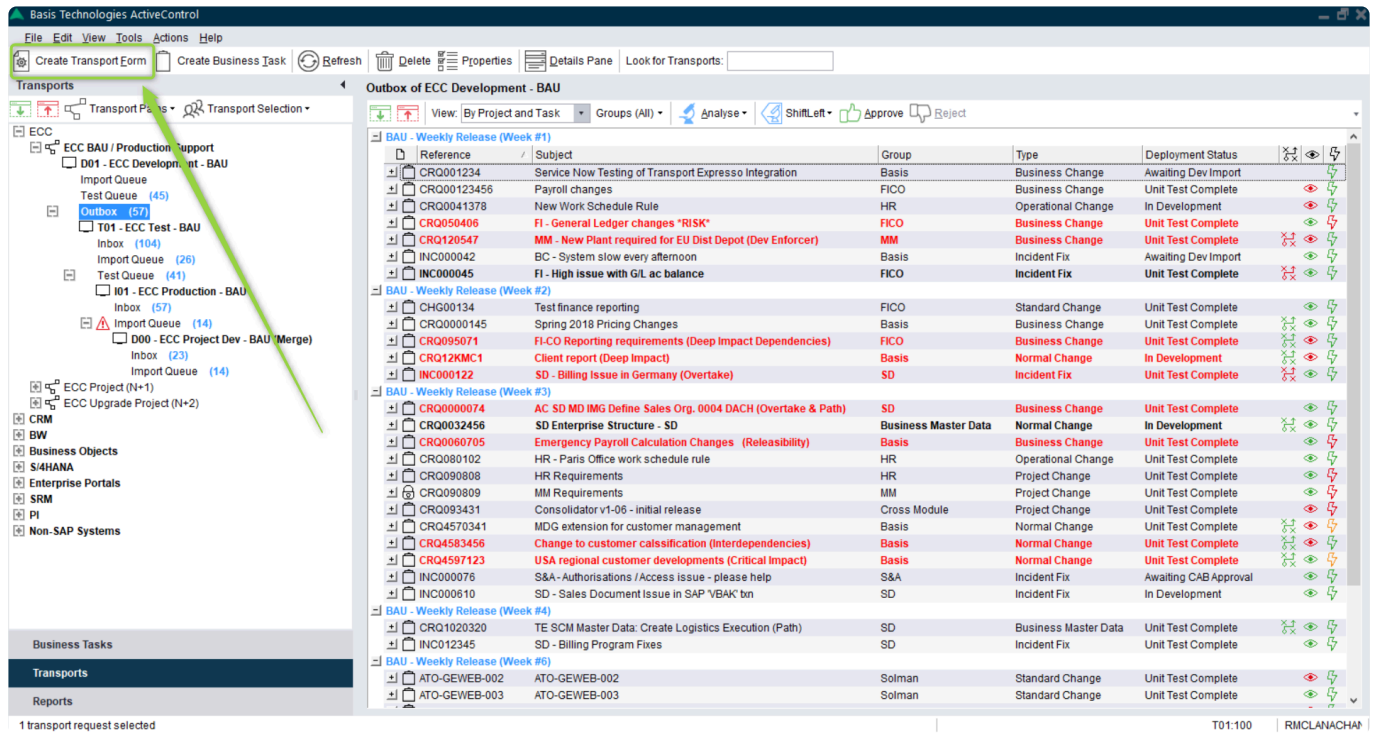 Basis Technologies ActiveControl
File Edit View Tools Actions Help
Create Transport Form Create Business Task Refresh Delete Properties Details Pane Look for Transports:
Transports
Transport Pa s Transport Selection
ECC
ECC BAU / Production Support
D01 - ECC Development - BAU
Import Queue
Test Queue (45)
Outbox (57)
T01 - ECC Test - BAU
Inbox (104)
Import Queue (26)
Test Queue (41)
I01 - ECC Production - BAU
Inbox (57)
Import Queue (14)
D00 - ECC Project Dev - BAU (Merge)
Inbox (23)
Import Queue (14)
ECC Project (N+1)
ECC Upgrade Project (N+2)
CRM
BW
Business Objects
S/4HANA
Enterprise Portals
SRM
PI
Non-SAP Systems
Business Tasks
Transports
Reports
Outbox of ECC Development - BAU
View: By Project and Task Groups (All) Analyse ShiftLeft Approve Reject
BAU - Weekly Release (Week #1)
Reference Subject Group Type Deployment Status
CRQ001234 Service Now Testing of Transport Expresso Integration Basis Business Change Awaiting Dev Import
CRQ00123456 Payroll changes FICO Business Change Unit Test Complete
CRQ0041378 New Work Schedule Rule HR Operational Change In Development
CRQ050406 FI - General Ledger changes *RISK* FICO Business Change Unit Test Complete
CRQ120547 MM - New Plant required for EU Dist Depot (Dev Enforcer) MM Business Change Unit Test Complete
INC000042 BC - System slow every afternoon Basis Incident Fix Awaiting Dev Import
INC000045 FI - High issue with G/L ac balance FICO Incident Fix Unit Test Complete
BAU - Weekly Release (Week #2)
CHG00134 Test finance reporting FICO Standard Change Unit Test Complete
CRQ0000145 Spring 2018 Pricing Changes Basis Business Change Unit Test Complete
CRQ095071 FI-CO Reporting requirements (Deep Impact Dependencies) FICO Business Change Unit Test Complete
CRQ12KMC1 Client report (Deep Impact) Basis Normal Change In Development
INC000122 SD - Billing Issue in Germany (Overtake) SD Incident Fix Unit Test Complete
BAU - Weekly Release (Week #3)
CRQ0000074 AC SD MD IMG Define Sales Org. 0004 DACH (Overtake & Path) SD Business Change Unit Test Complete
CRQ0032456 SD Enterprise Structure - SD Business Master Data Normal Change In Development
CRQ0060705 Emergency Payroll Calculation Changes (Releasibility) Basis Business Change Unit Test Complete
CRQ080102 HR - Paris Office work schedule rule HR Operational Change Unit Test Complete
CRQ090808 HR Requirements HR Project Change Unit Test Complete
CRQ090809 MM Requirements MM Project Change Unit Test Complete
CRQ093431 Consolidator v1-06 - initial release Cross Module Project Change Unit Test Complete
CRQ4570341 MDG extension for customer management Basis Normal Change Unit Test Complete
CRQ4583456 Change to customer calssification (Interdependencies) Basis Normal Change Unit Test Complete
CRQ4597123 USA regional customer developments (Critical Impact) Basis Normal Change Unit Test Complete
INC000076 S&A - Authorisations / Access issue - please help S&A Incident Fix Awaiting CAB Approval
INC000610 SD - Sales Document Issue in SAP 'VBAK' txn SD Incident Fix In Development
BAU - Weekly Release (Week #4)
CRQ1020320 TE SCM Master Data: Create Logistics Execution (Path) SD Business Master Data Unit Test Complete
INC012345 SD - Billing Program Fixes SD Incident Fix Unit Test Complete
BAU - Weekly Release (Week #6)
ATO-GEWEB-002 ATO-GEWEB-002 Solman Standard Change Unit Test Complete
ATO-GEWEB-003 ATO-GEWEB-003 Solman Standard Change Unit Test Complete
1 transport request selected T01:100 RMCLANACHAN